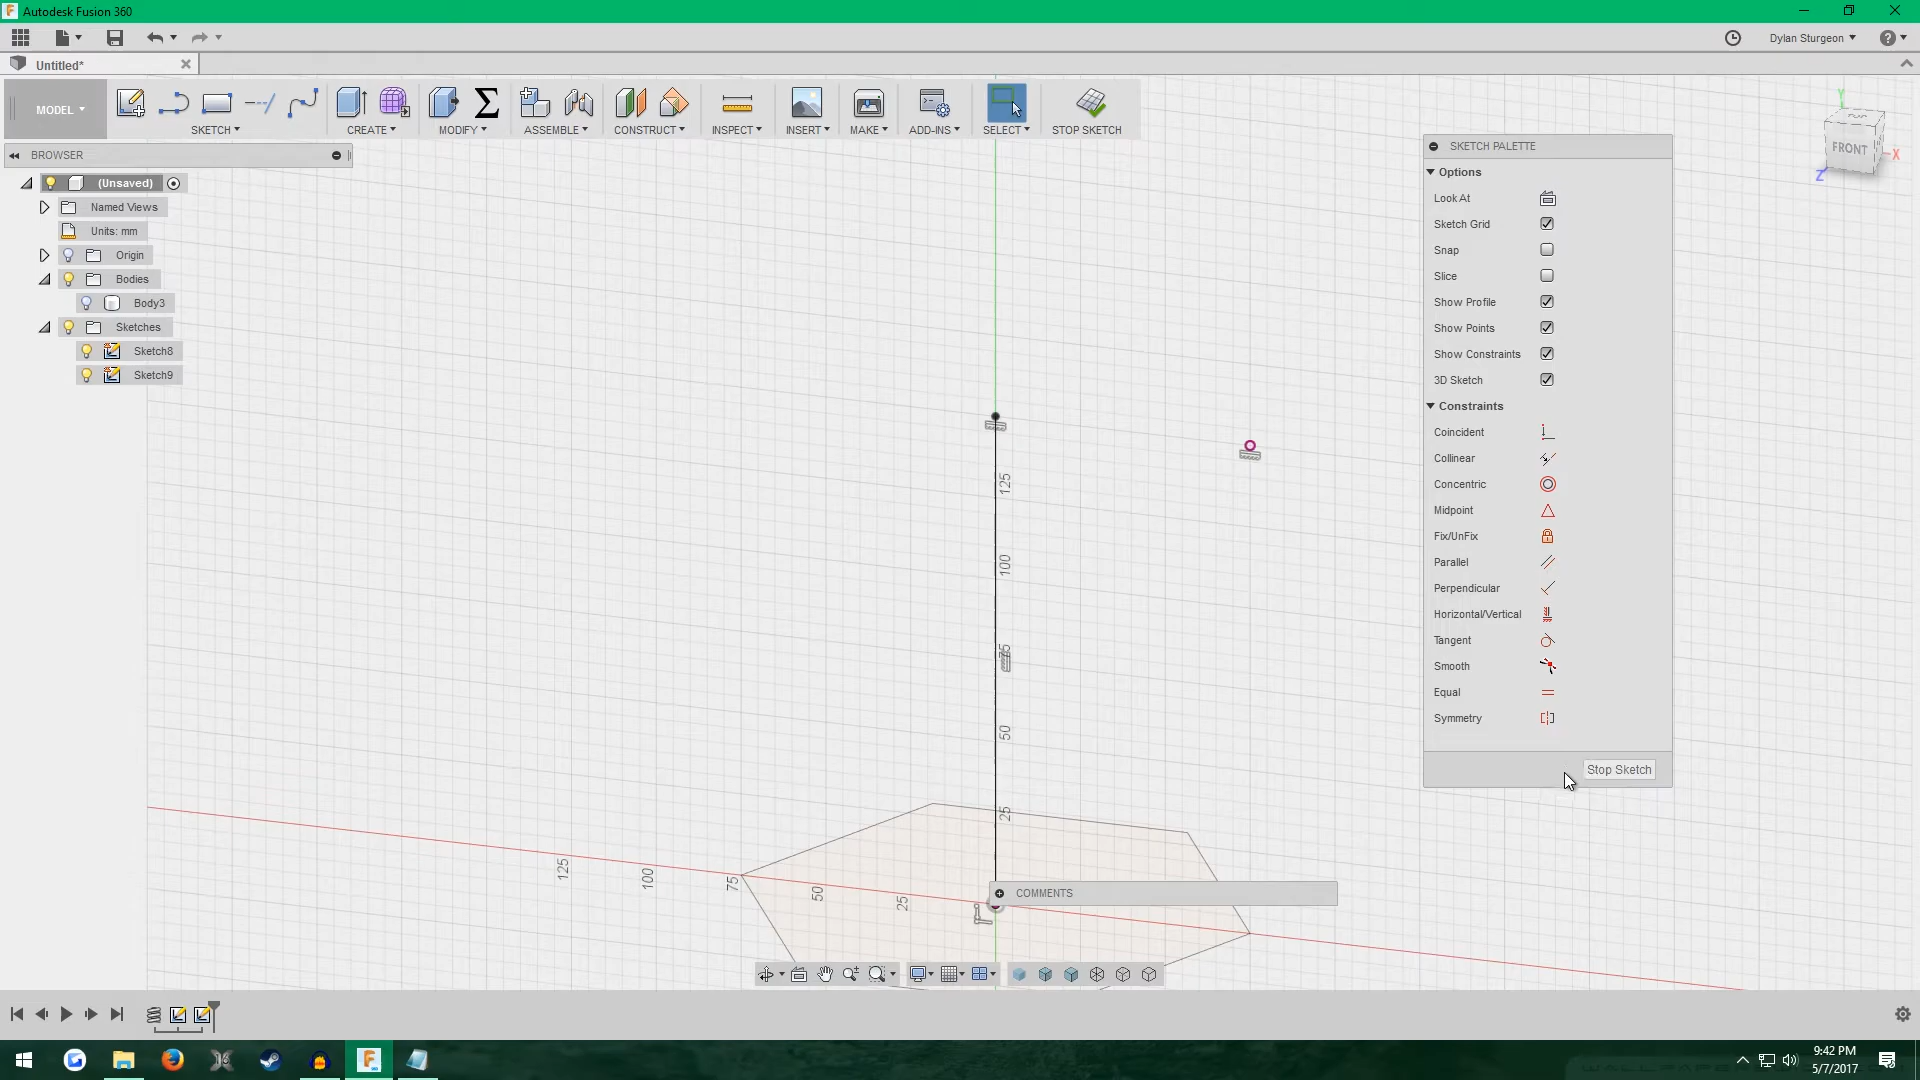 Autodesk Fusion 360
Dylan Sturgeon
Untitled*
MODEL
SKETCH
CREATE
MODIFY
ASSEMBLE
CONSTRUCT
INSPECT
INSERT
MAKE
ADD-INS
SELECT
STOP SKETCH
BROWSER
(Unsaved)
Named Views
Units: mm
Origin
Bodies
Body3
Sketches
Sketch8
Sketch9
SKETCH PALETTE
Options
Look At
Sketch Grid
Snap
Slice
Show Profile
Show Points
Show Constraints
3D Sketch
Constraints
Coincident
Collinear
Concentric
Midpoint
Fix/UnFix
Parallel
Perpendicular
Horizontal/Vertical
Tangent
Smooth
Equal
Symmetry
Stop Sketch
Y
TOP
FRONT
X
Z
125
100
75
50
25
125
100
75
50
25
COMMENTS
9:42 PM
5/7/2017